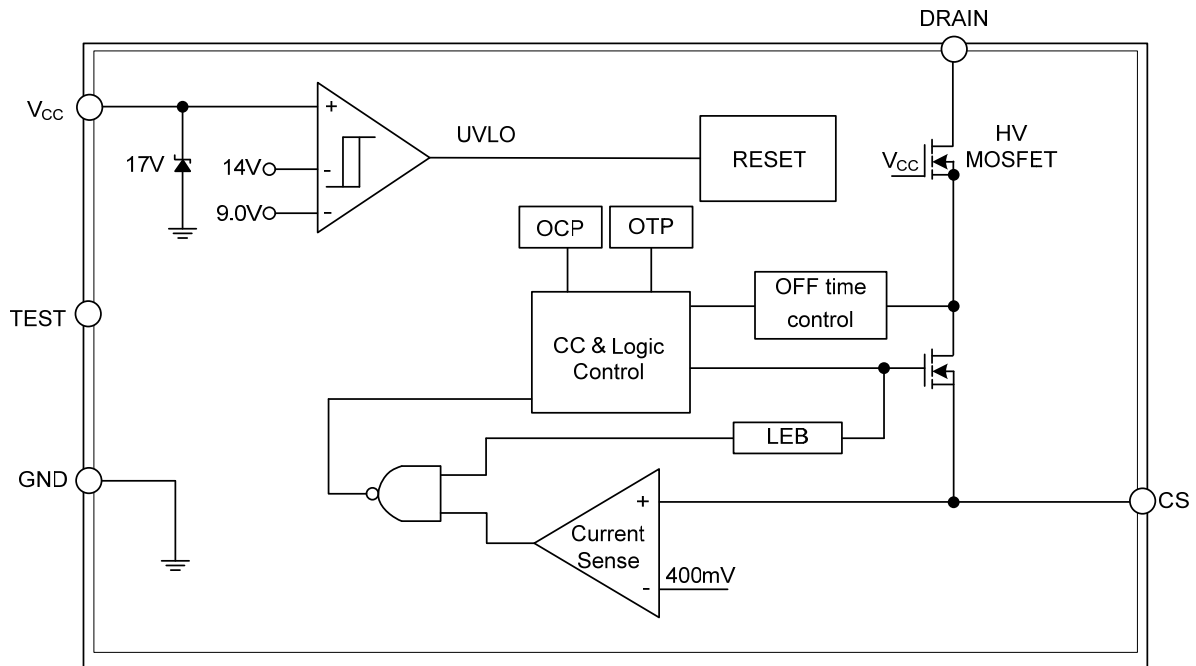 DRAIN
VCC
17V
14V
9.0V
+
-
-
UVLO
RESET
VCC
HV
MOSFET
OCP
OTP
TEST
OFF time
control
CC & Logic
Control
LEB
GND
+
Current
Sense
-
400mV
CS